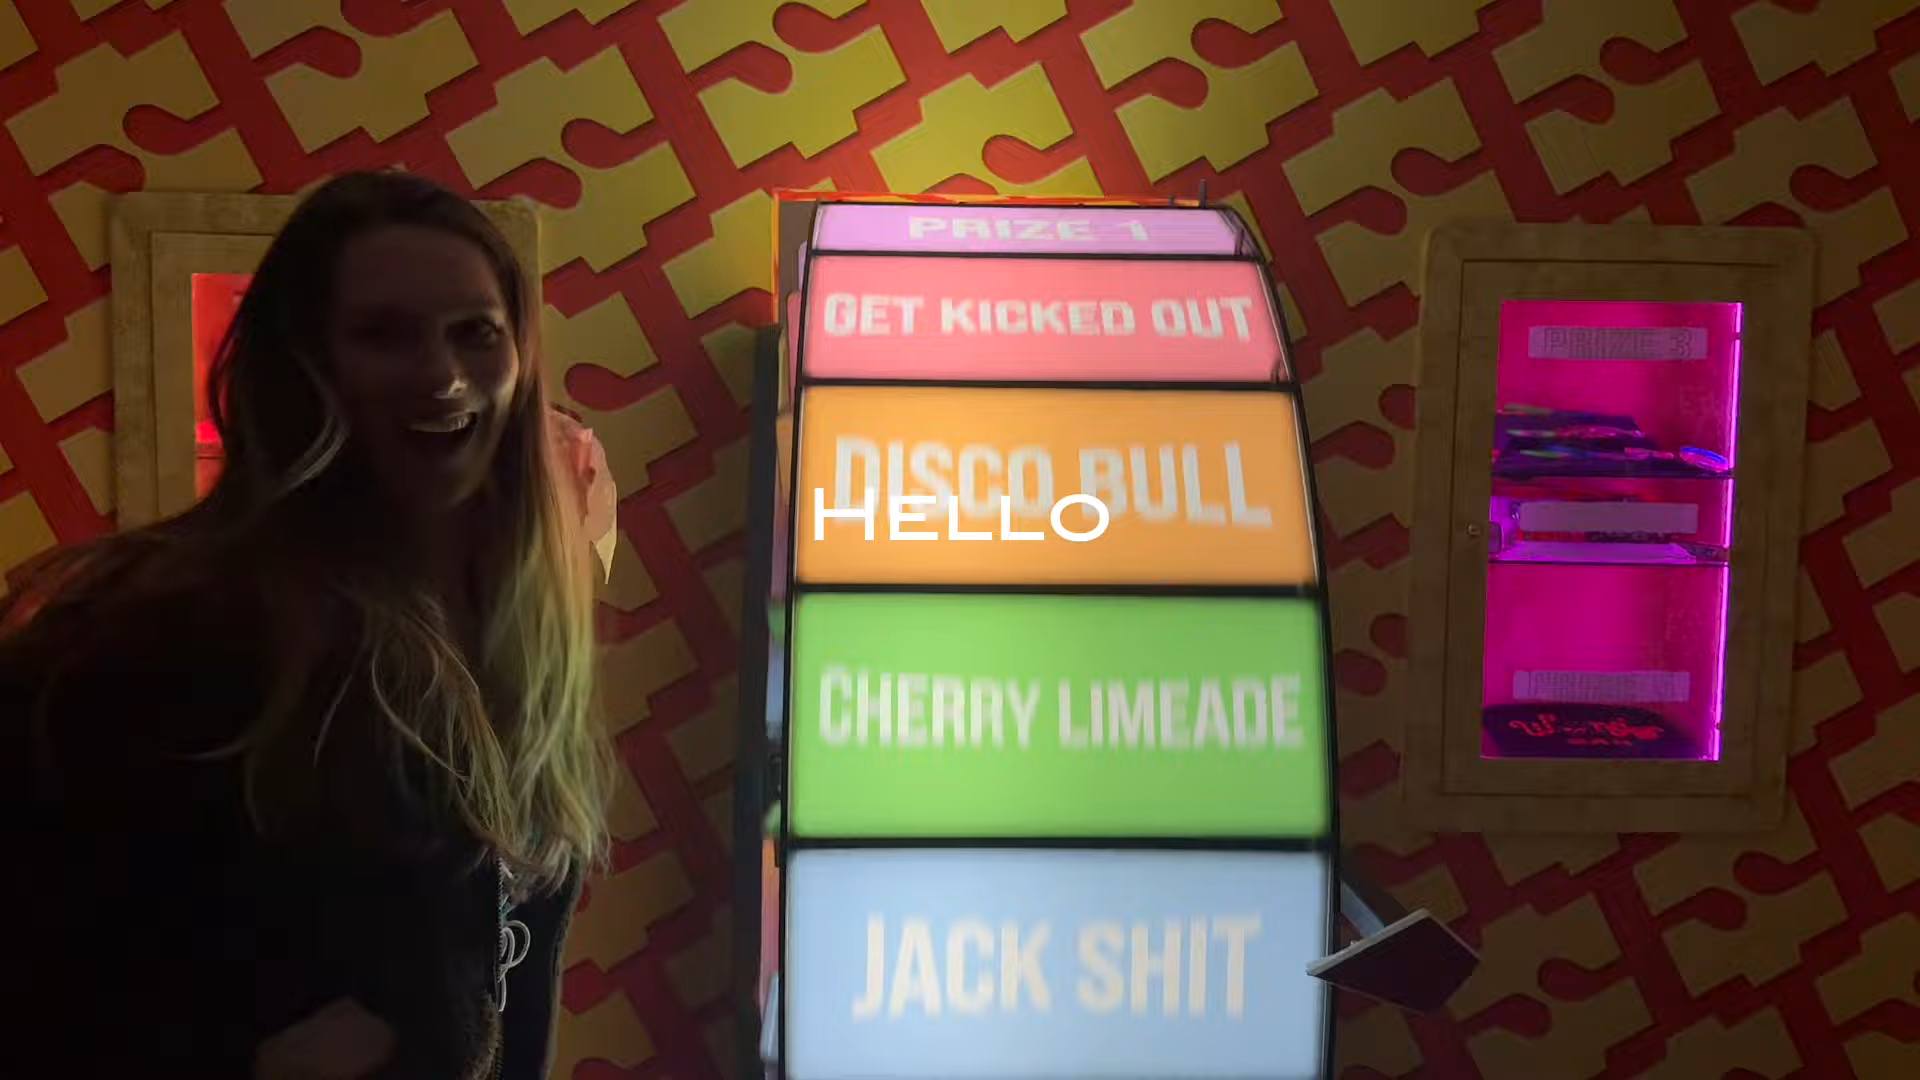 PRIZE 1
GET KICKED OUT
DISCO BULL
HELLO
CHERRY LIMEADE
JACK SHIT
PRIZE 3